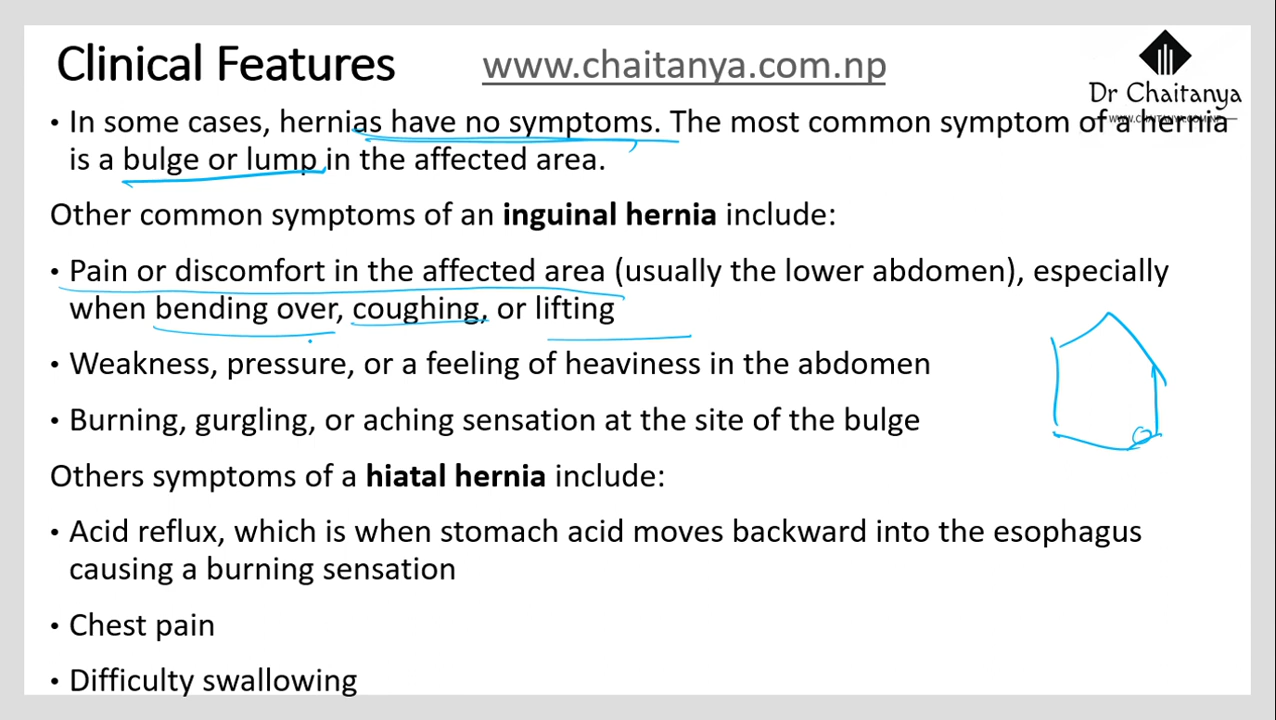 Clinical Features
www.chaitanya.com.np
Dr Chaitanya
WWW.CHAITANYA.COM.NP
• In some cases, hernias have no symptoms. The most common symptom of a hernia
is a bulge or lump in the affected area.
Other common symptoms of an inguinal hernia include:
• Pain or discomfort in the affected area (usually the lower abdomen), especially
when bending over, coughing, or lifting
• Weakness, pressure, or a feeling of heaviness in the abdomen
• Burning, gurgling, or aching sensation at the site of the bulge
Others symptoms of a hiatal hernia include:
• Acid reflux, which is when stomach acid moves backward into the esophagus
causing a burning sensation
• Chest pain
• Difficulty swallowing